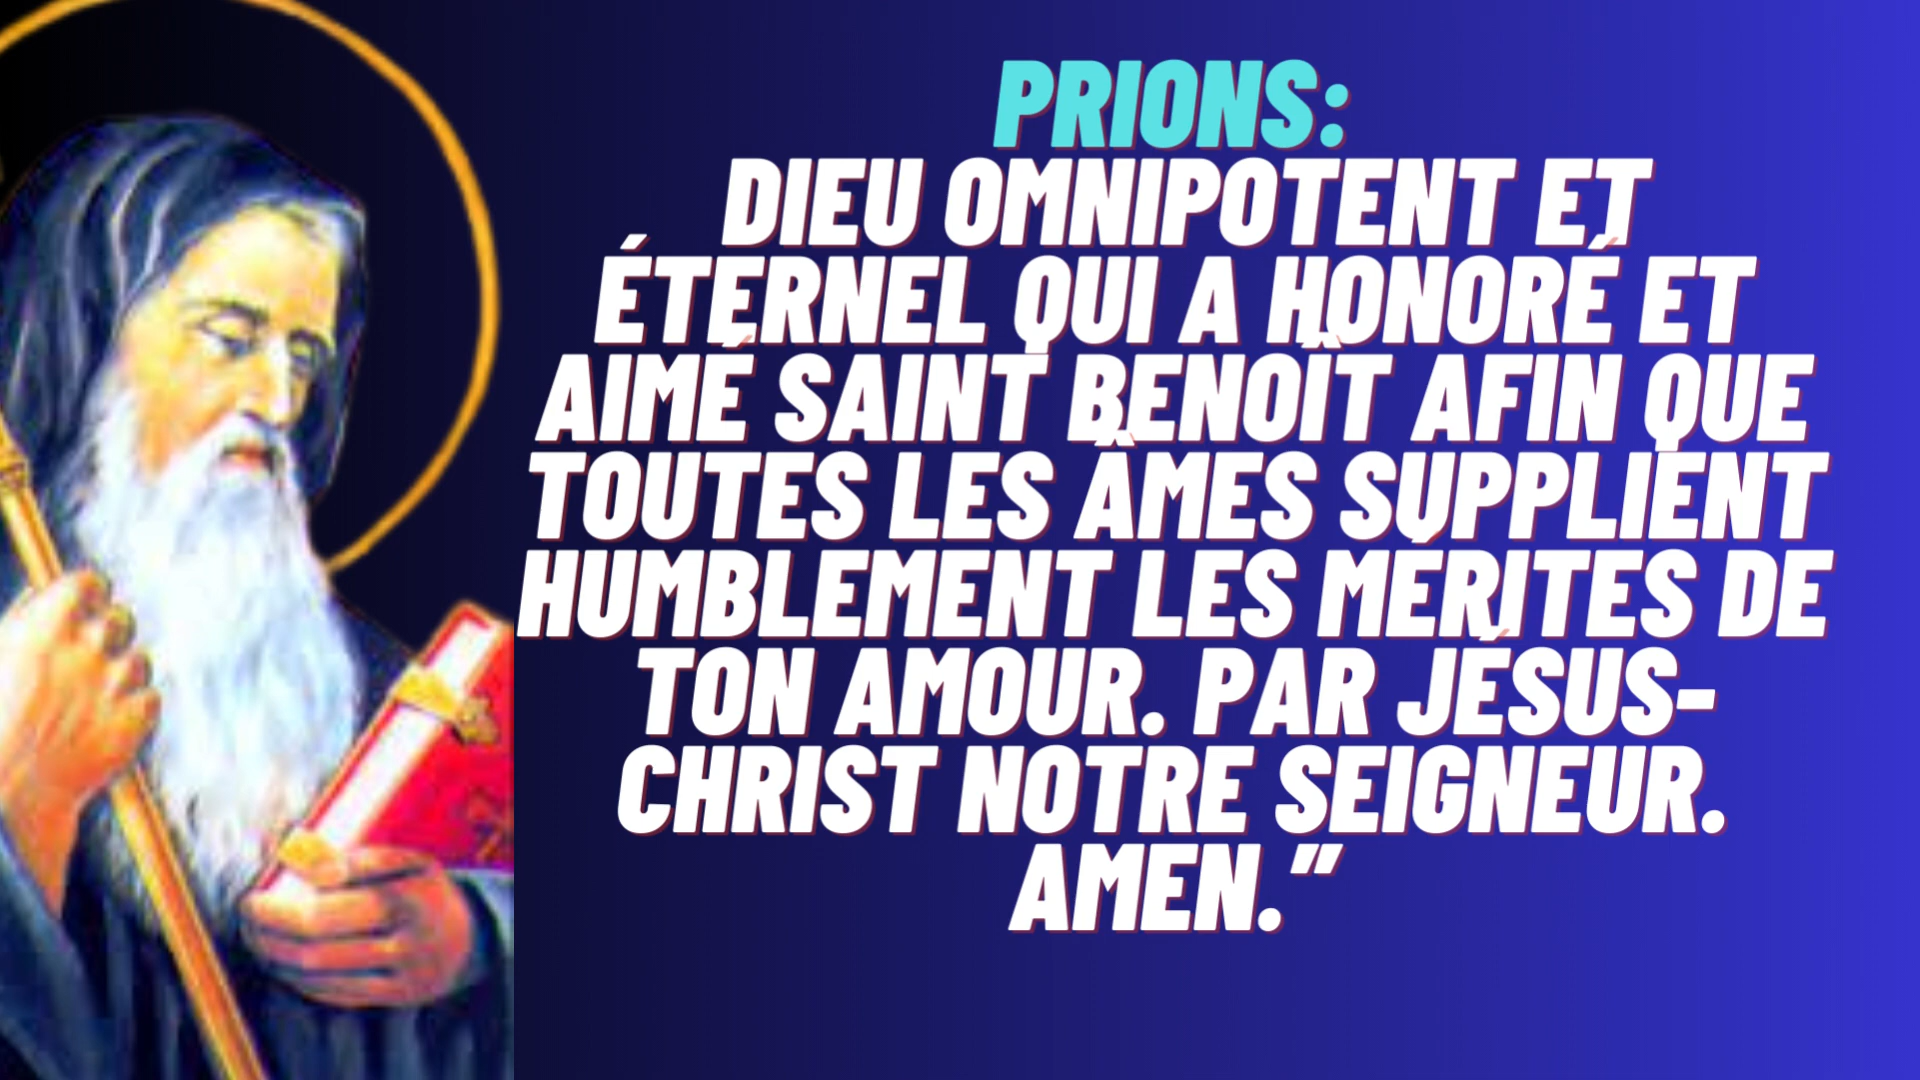 PRIONS:
DIEU OMNIPOTENT ET
ÉTERNEL QUI A HONORÉ ET
AIMÉ SAINT BENOÎT AFIN QUE
TOUTES LES ÂMES SUPPLIENT
HUMBLEMENT LES MÉRITES DE
TON AMOUR. PAR JÉSUS-
CHRIST NOTRE SEIGNEUR.
AMEN.”